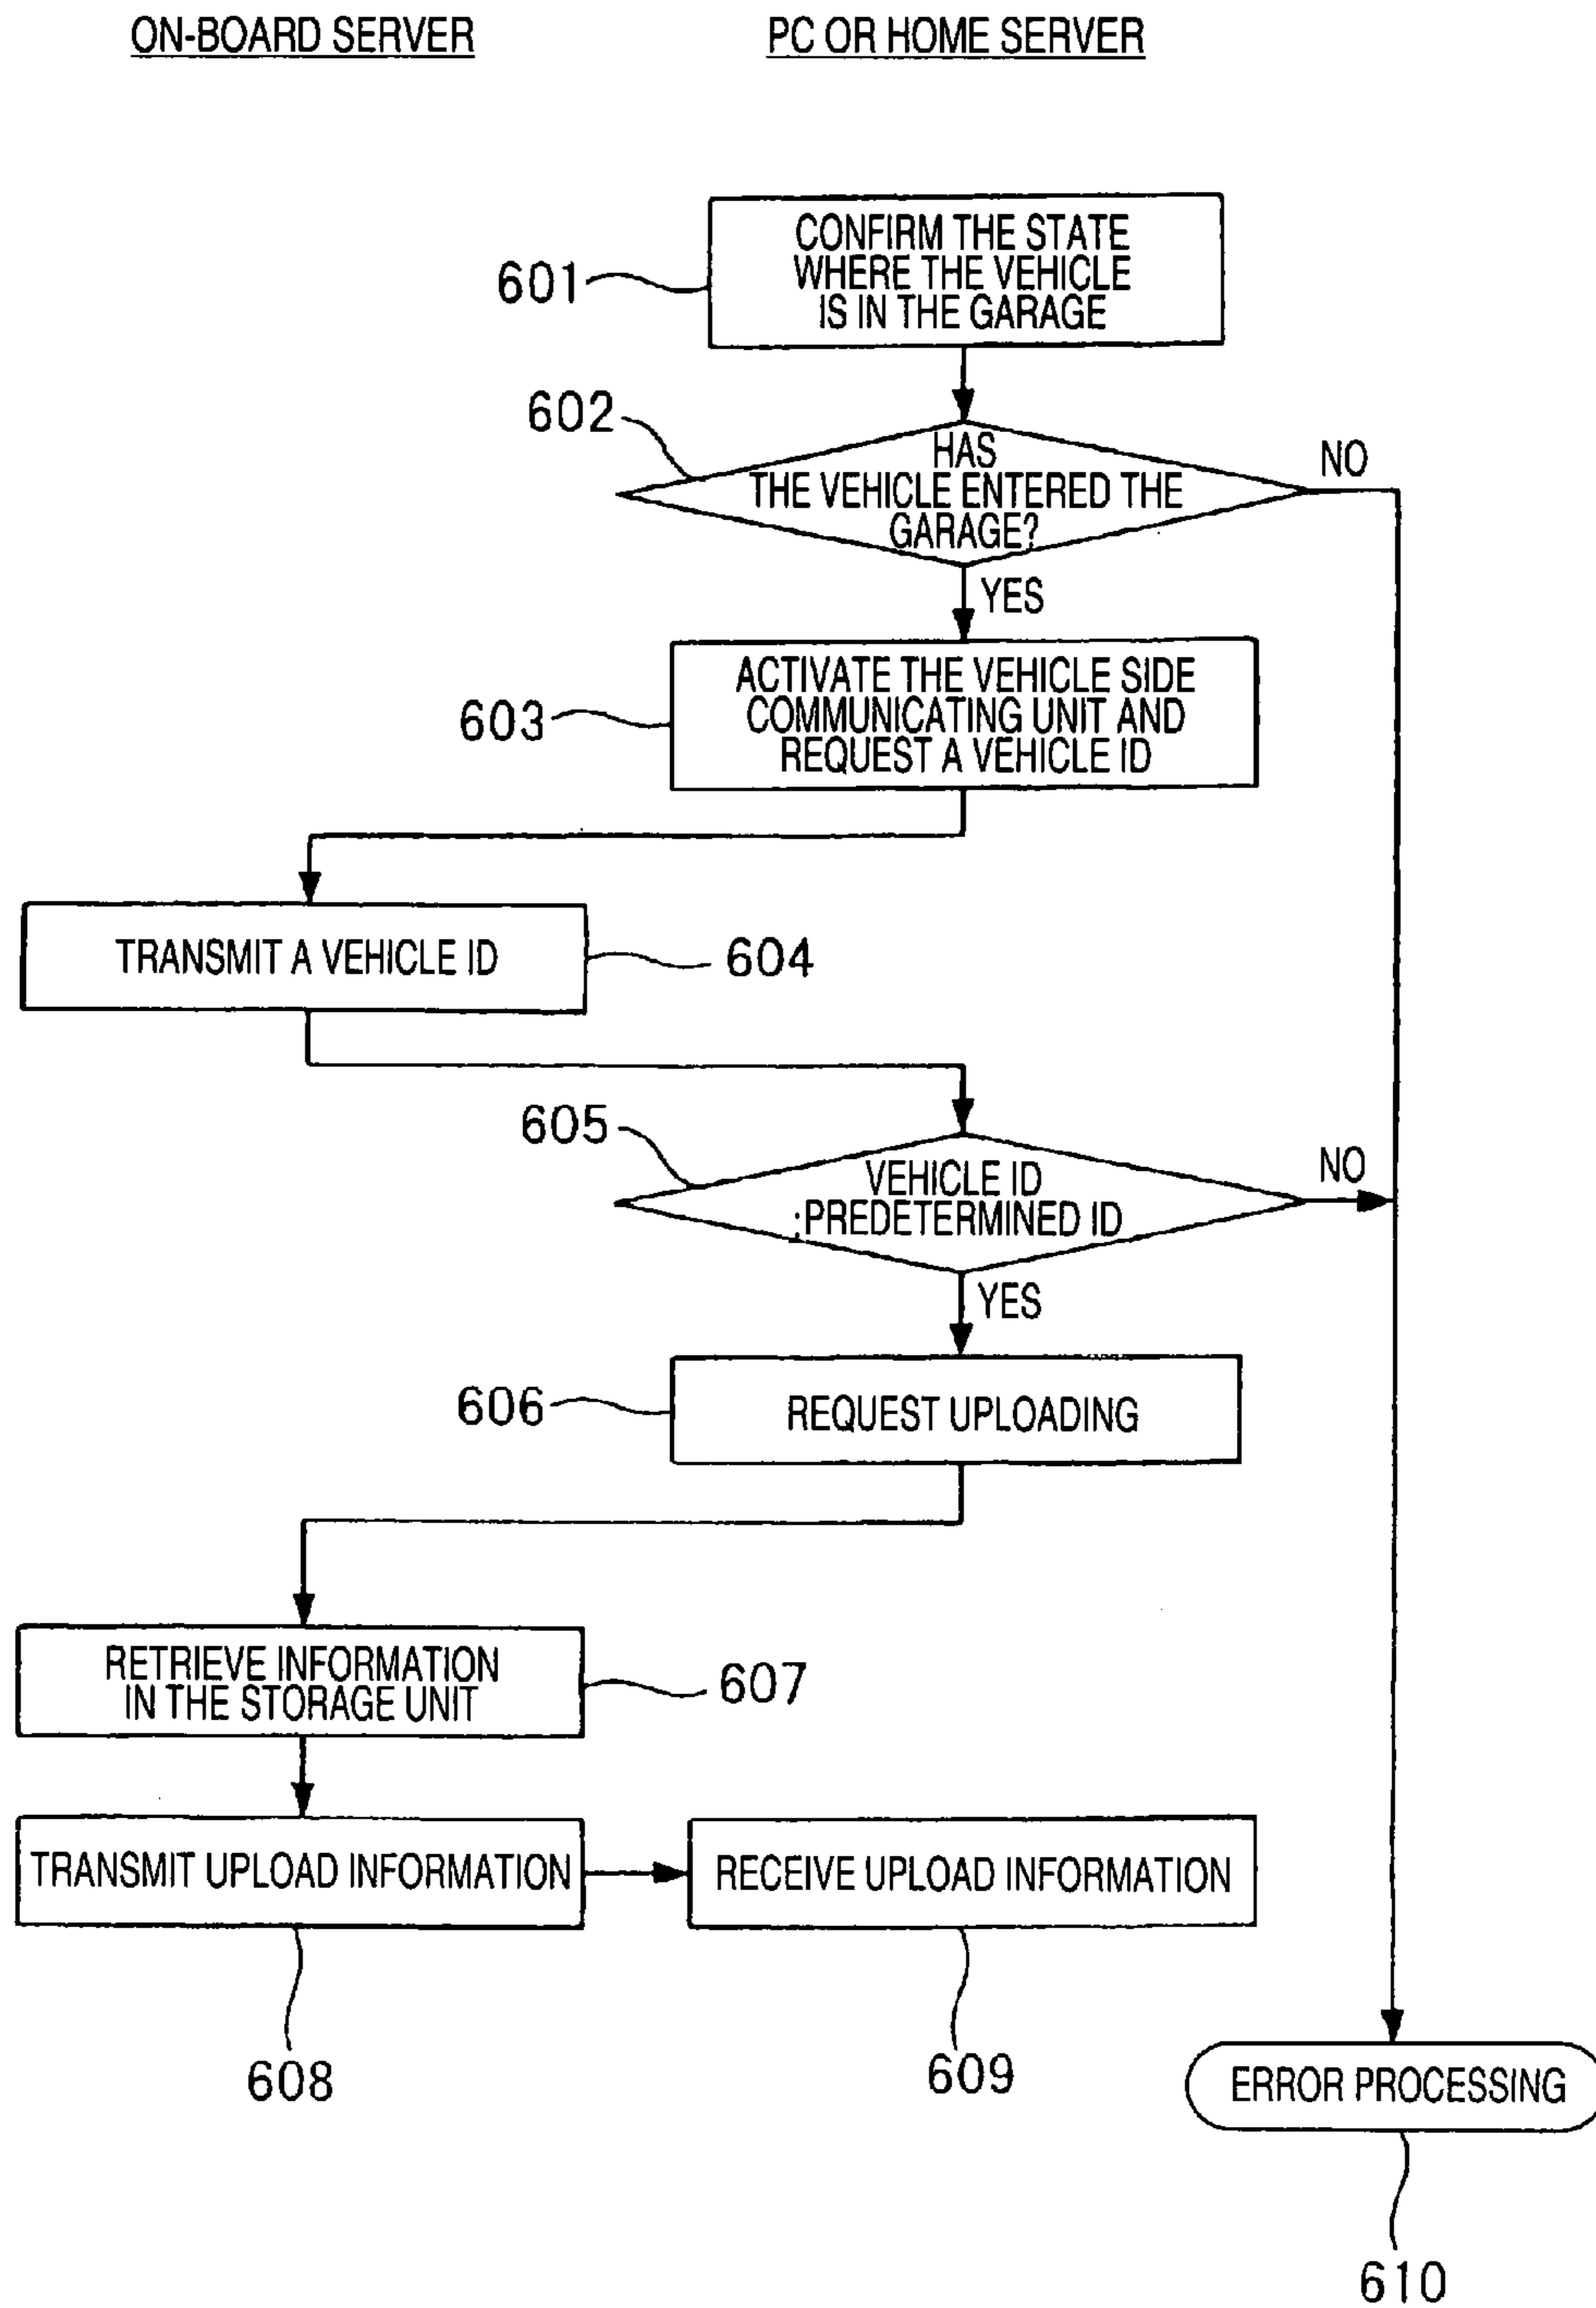 ON-BOARD SERVER
PC OR HOME SERVER
CONFIRM THE STATE
WHERE THE VEHICLE
IS IN THE GARAGE
601
602
HAS
THE VEHICLE ENTERED THE
GARAGE?
NO
YES
ACTIVATE THE VEHICLE SIDE
COMMUNICATING UNIT AND
REQUEST A VEHICLE ID
603
TRANSMIT A VEHICLE ID
604
605
VEHICLE ID
:PREDETERMINED ID
NO
YES
606
REQUEST UPLOADING
RETRIEVE INFORMATION
IN THE STORAGE UNIT
607
TRANSMIT UPLOAD INFORMATION
RECEIVE UPLOAD INFORMATION
608
609
ERROR PROCESSING
610